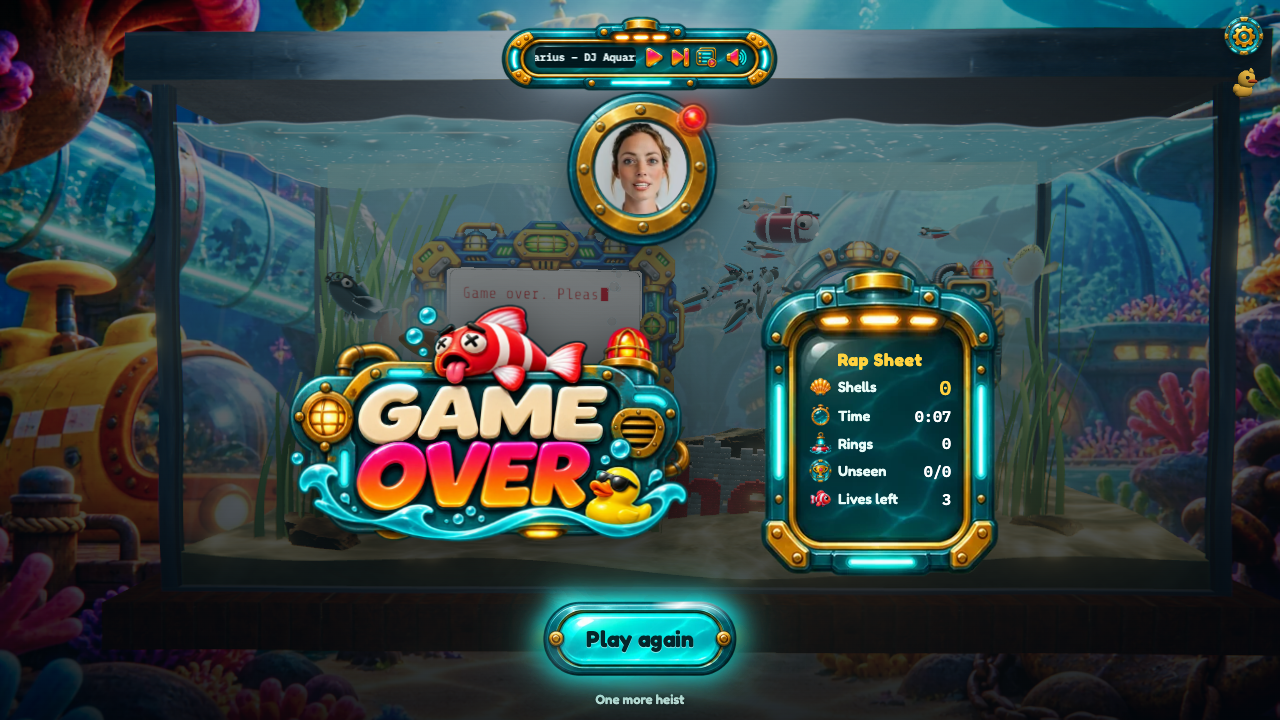 arius - DJ Aquar
Game over. Pleas
GAME
OVER
Rap Sheet
Shells 0
Time 0:07
Rings 0
Unseen 0/0
Lives left 3
Play again
One more heist